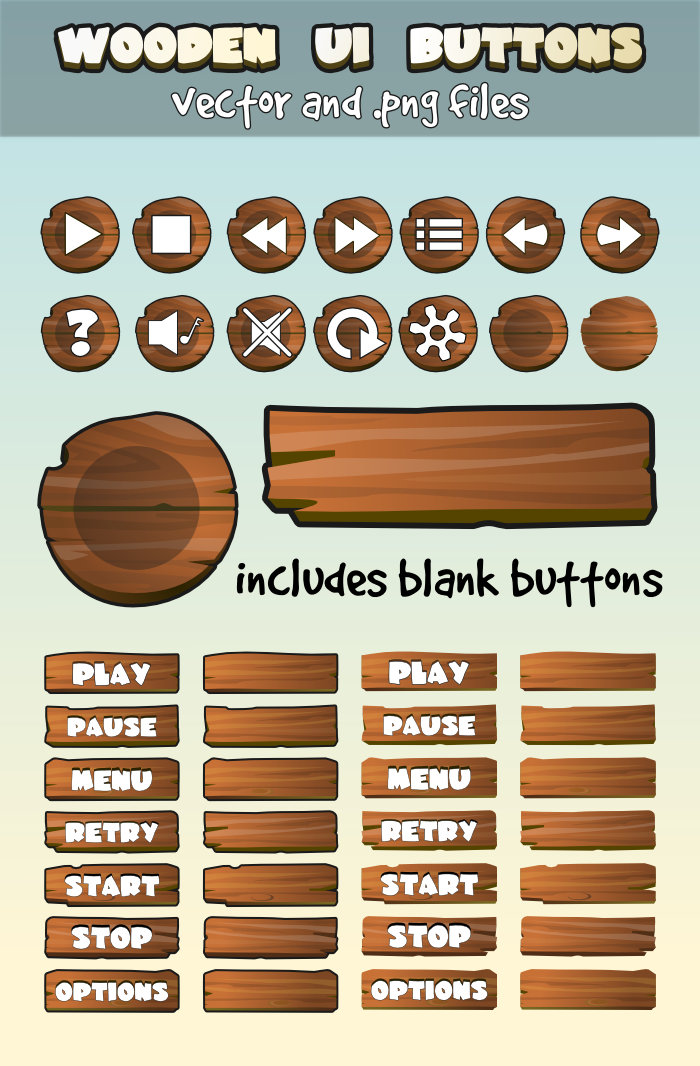 WOODEN UI BUTTONS
vector and .png files
?
includes blank buttons
PLAY PLAY
PAUSE PAUSE
MENU MENU
RETRY RETRY
START START
STOP STOP
OPTIONS OPTIONS